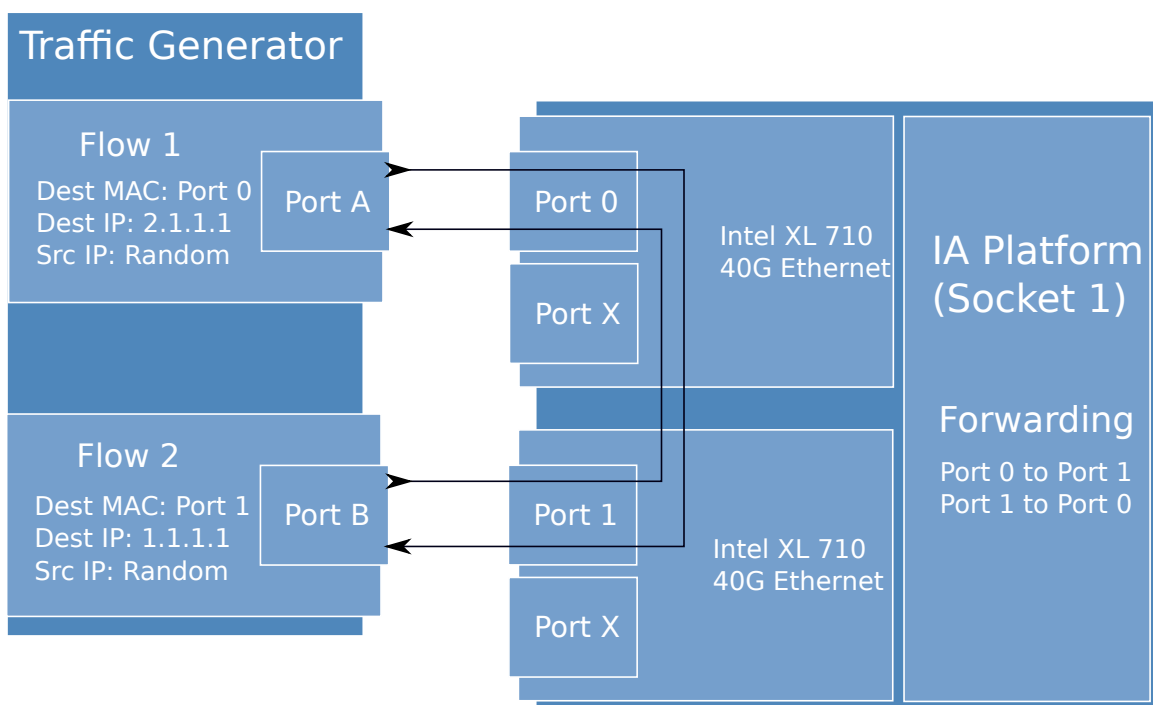 Traffic Generator
Flow 1
Dest MAC: Port 0
Dest IP: 2.1.1.1
Src IP: Random
Port A
Flow 2
Dest MAC: Port 1
Dest IP: 1.1.1.1
Src IP: Random
Port B
Port 0
Port X
Intel XL 710
40G Ethernet
Port 1
Port X
Intel XL 710
40G Ethernet
IA Platform
(Socket 1)
Forwarding
Port 0 to Port 1
Port 1 to Port 0